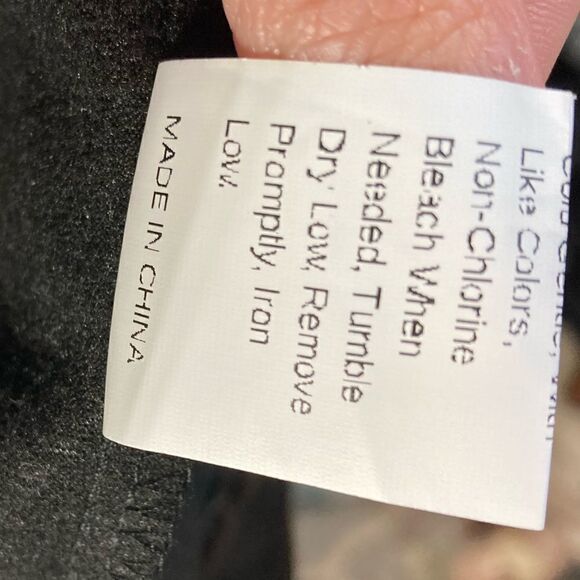 Like Colors,
Non-Chlorine
Bleach When
Needed, Tumble
Dry Low, Remove
Promptly, Iron
Low.
MADE IN CHINA